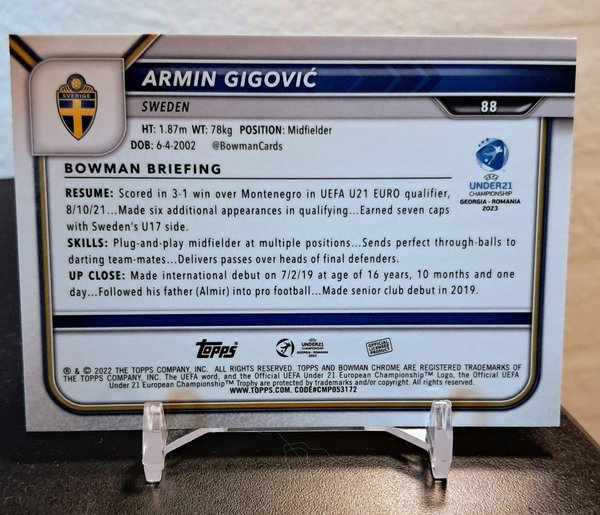 SVERIGE
ARMIN GIGOVIĆ
SWEDEN
88
HT: 1.87m WT: 78kg POSITION: Midfielder
DOB: 6-4-2002 @BowmanCards
BOWMAN BRIEFING
UEFA
UNDER21
CHAMPIONSHIP
GEORGIA - ROMANIA
2023
RESUME: Scored in 3-1 win over Montenegro in UEFA U21 EURO qualifier,
8/10/21...Made six additional appearances in qualifying...Earned seven caps
with Sweden's U17 side.
SKILLS: Plug-and-play midfielder at multiple positions...Sends perfect through-balls to
darting team-mates...Delivers passes over heads of final defenders.
UP CLOSE: Made international debut on 7/2/19 at age of 16 years, 10 months and one
day...Followed his father (Almir) into pro football...Made senior club debut in 2019.
Topps
UNDER21
CHAMPIONSHIP
GEORGIA - ROMANIA
2023
OFFICIAL
LICENSED
PRODUCT
® & © 2022 THE TOPPS COMPANY, INC. ALL RIGHTS RESERVED. TOPPS AND BOWMAN CHROME ARE REGISTERED TRADEMARKS OF
THE TOPPS COMPANY, INC. The UEFA word, and the Official UEFA Under 21 European Championship™ Logo, the Official UEFA
Under 21 European Championship™ Trophy are protected by trademarks and/or copyright. All rights reserved.
WWW.TOPPS.COM. CODE#CMP053172